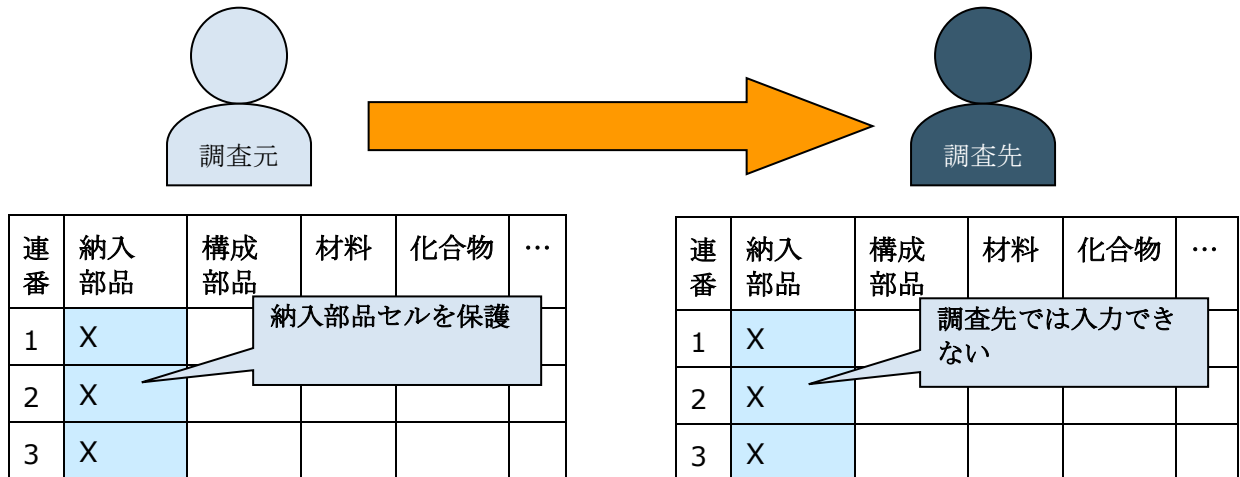 調査元
調査先
連番 納入部品 構成部品 材料 化合物 …
納入部品セルを保護
1 X
2 X
3 X
連番 納入部品 構成部品 材料 化合物 …
調査先では入力でき
ない
1 X
2 X
3 X